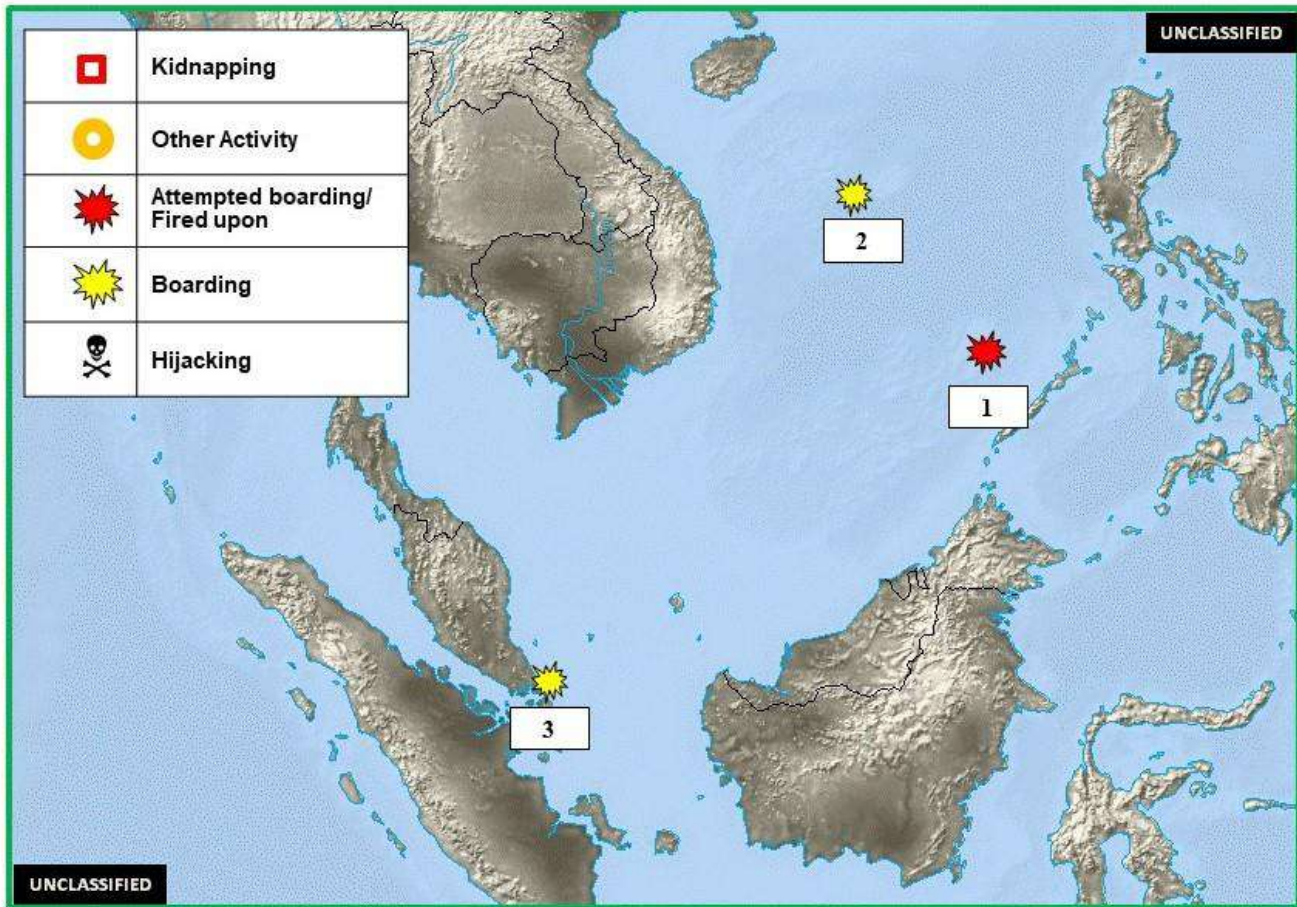 UNCLASSIFIED
Kidnapping
Other Activity
Attempted boarding/
Fired upon
Boarding
Hijacking
2
1
3
UNCLASSIFIED